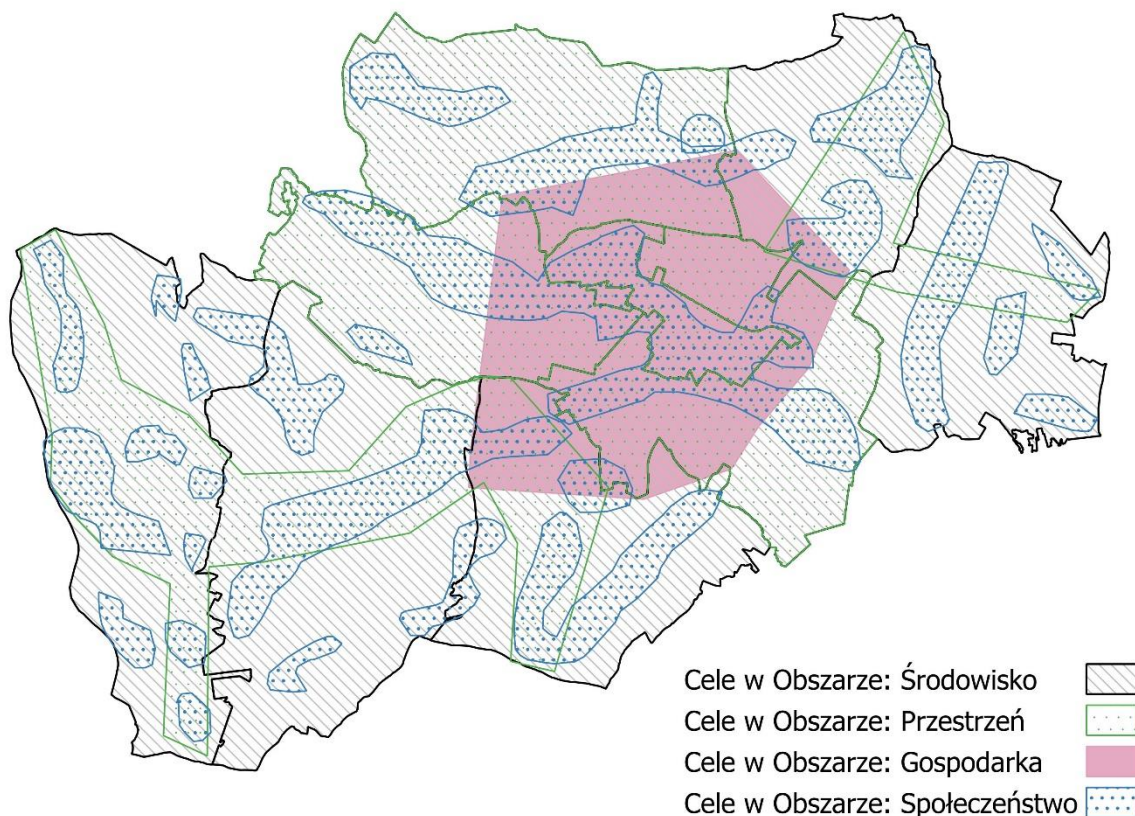 Cele w Obszarze: Środowisko
Cele w Obszarze: Przestrzeń
Cele w Obszarze: Gospodarka
Cele w Obszarze: Społeczeństwo